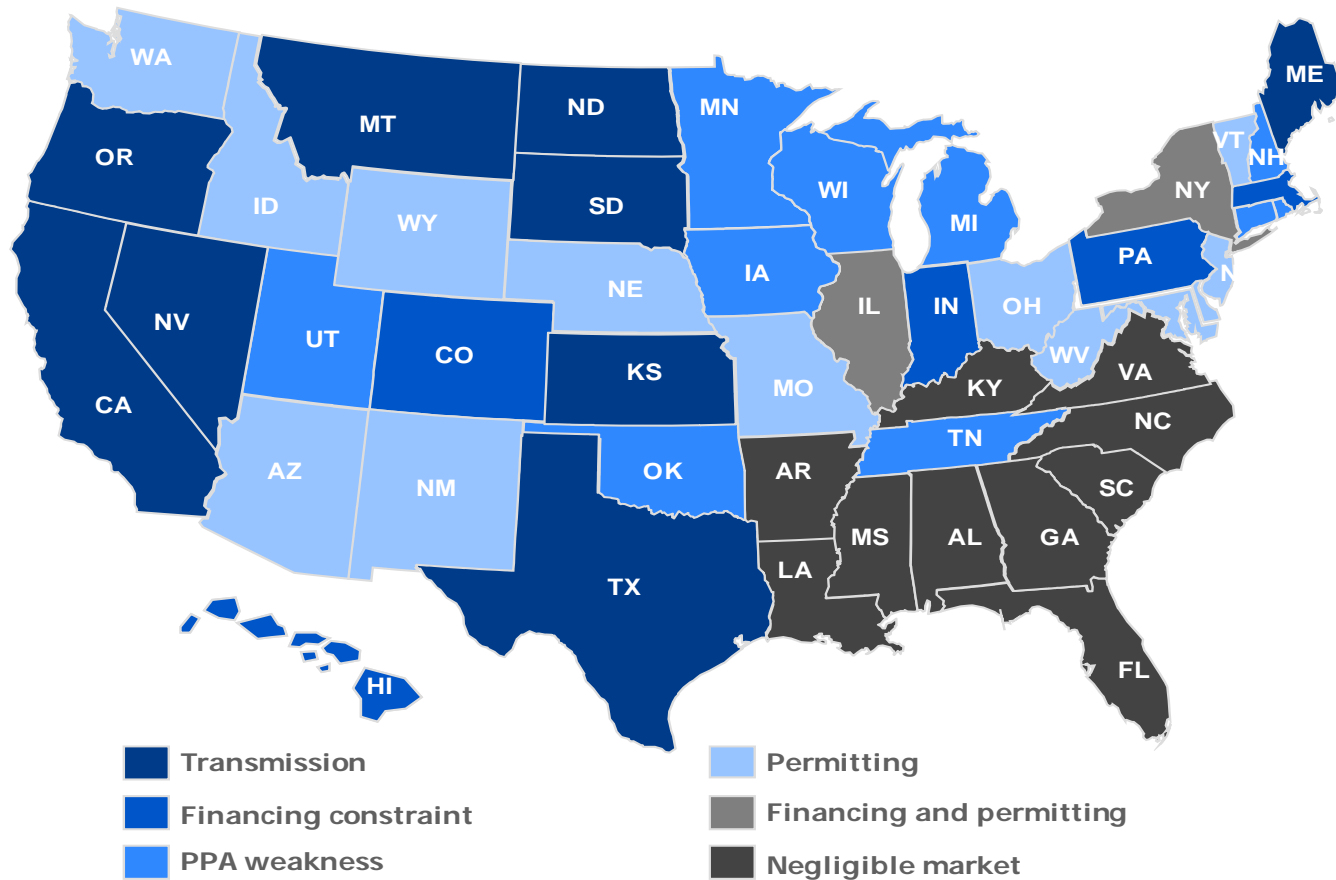 WA
ME
ND
MN
MT
VT
NH
OR
WI
NY
ID
SD
WY
MI
PA
IA
NE
IL
IN
OH
N
NV
UT
CO
WV
KS
KY
VA
CA
MO
NC
TN
AZ
OK
AR
NM
SC
MS
AL
GA
LA
TX
FL
HI
Transmission
Permitting
Financing constraint
Financing and permitting
PPA weakness
Negligible market